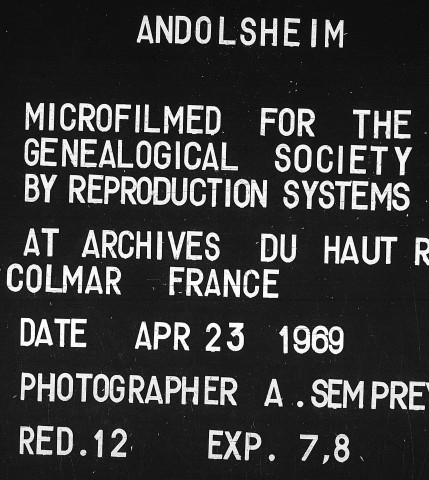 ANDOLSHEIM
MICROFILMED FOR THE
GENEALOGICAL SOCIETY
BY REPRODUCTION SYSTEMS
AT ARCHIVES DU HAUT R
COLMAR FRANCE
DATE APR 23 1969
PHOTOGRAPHER A. SEMPREY
RED.12 EXP. 7,8